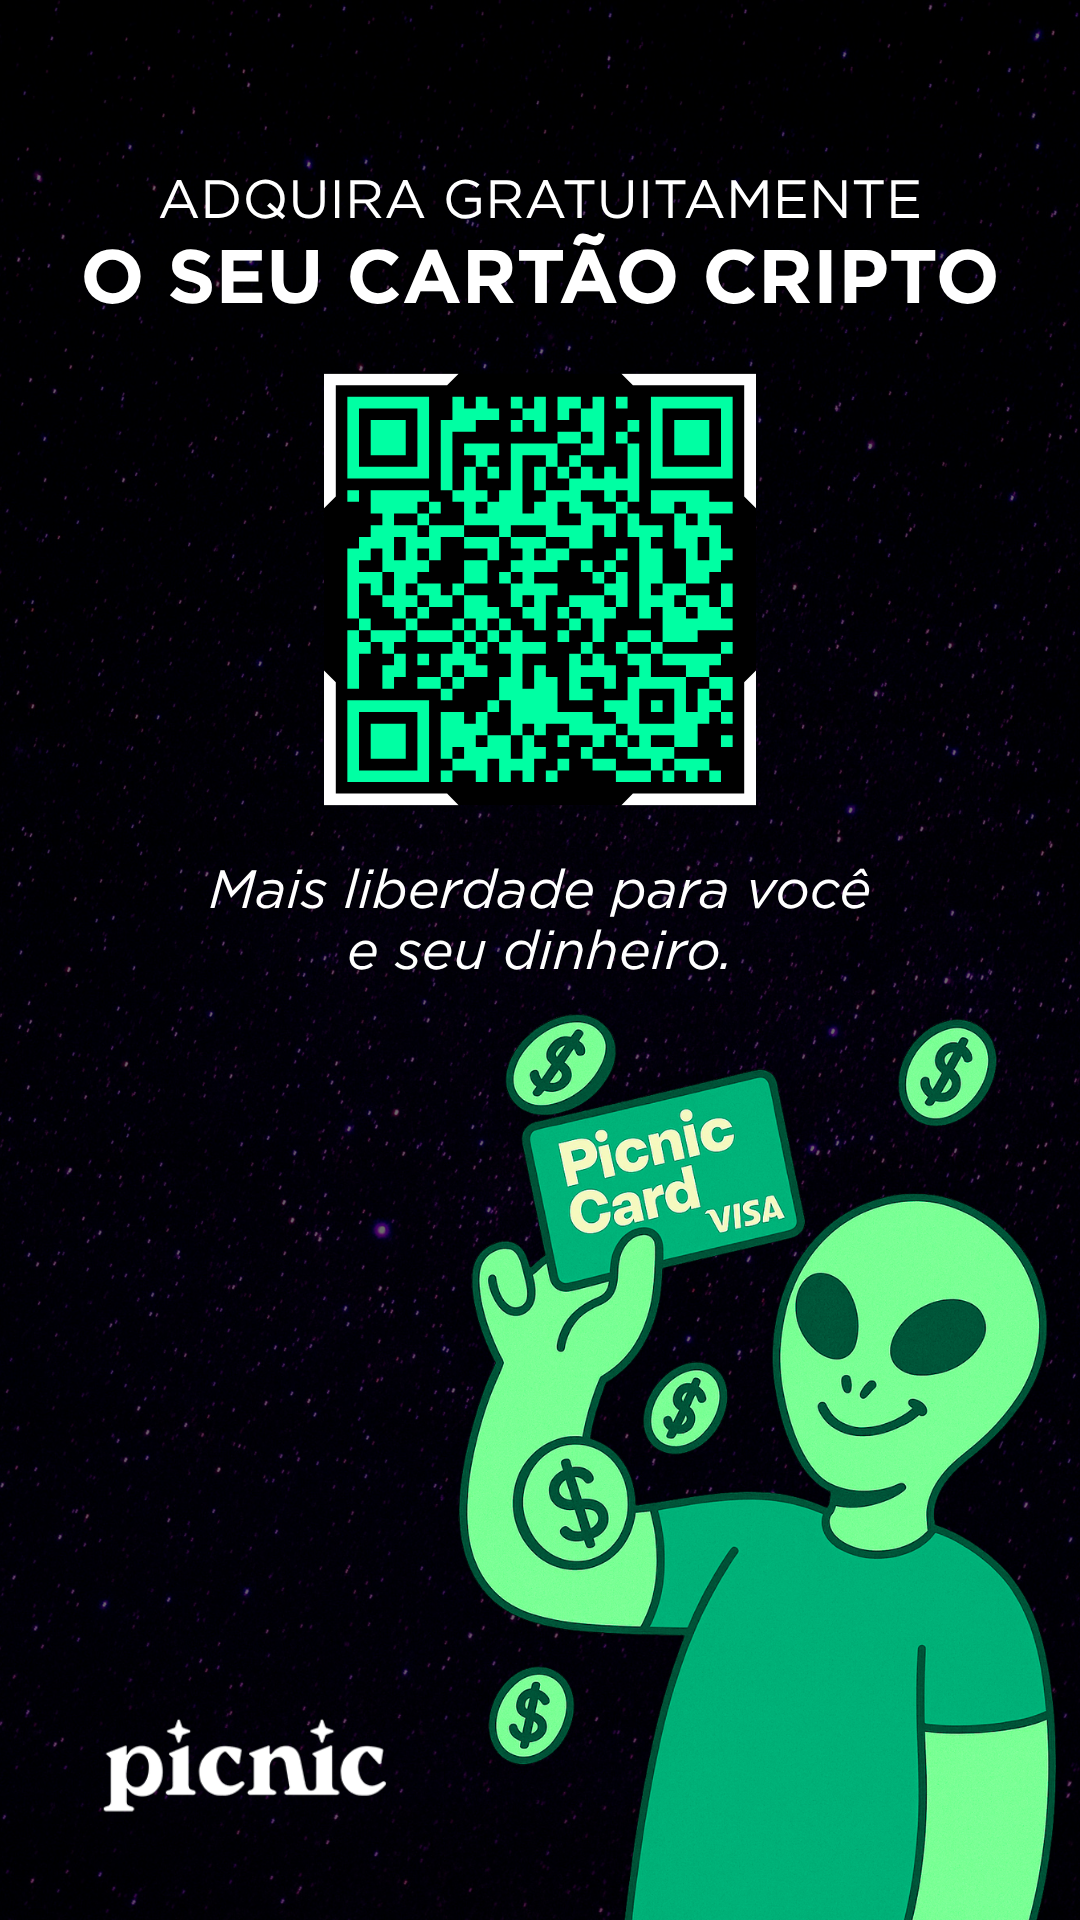 ADQUIRA GRATUITAMENTE
O SEU CARTÃO CRIPTO
Mais liberdade para você
e seu dinheiro.
$
$
Picnic
Card
VISA
$
$
$
picnic